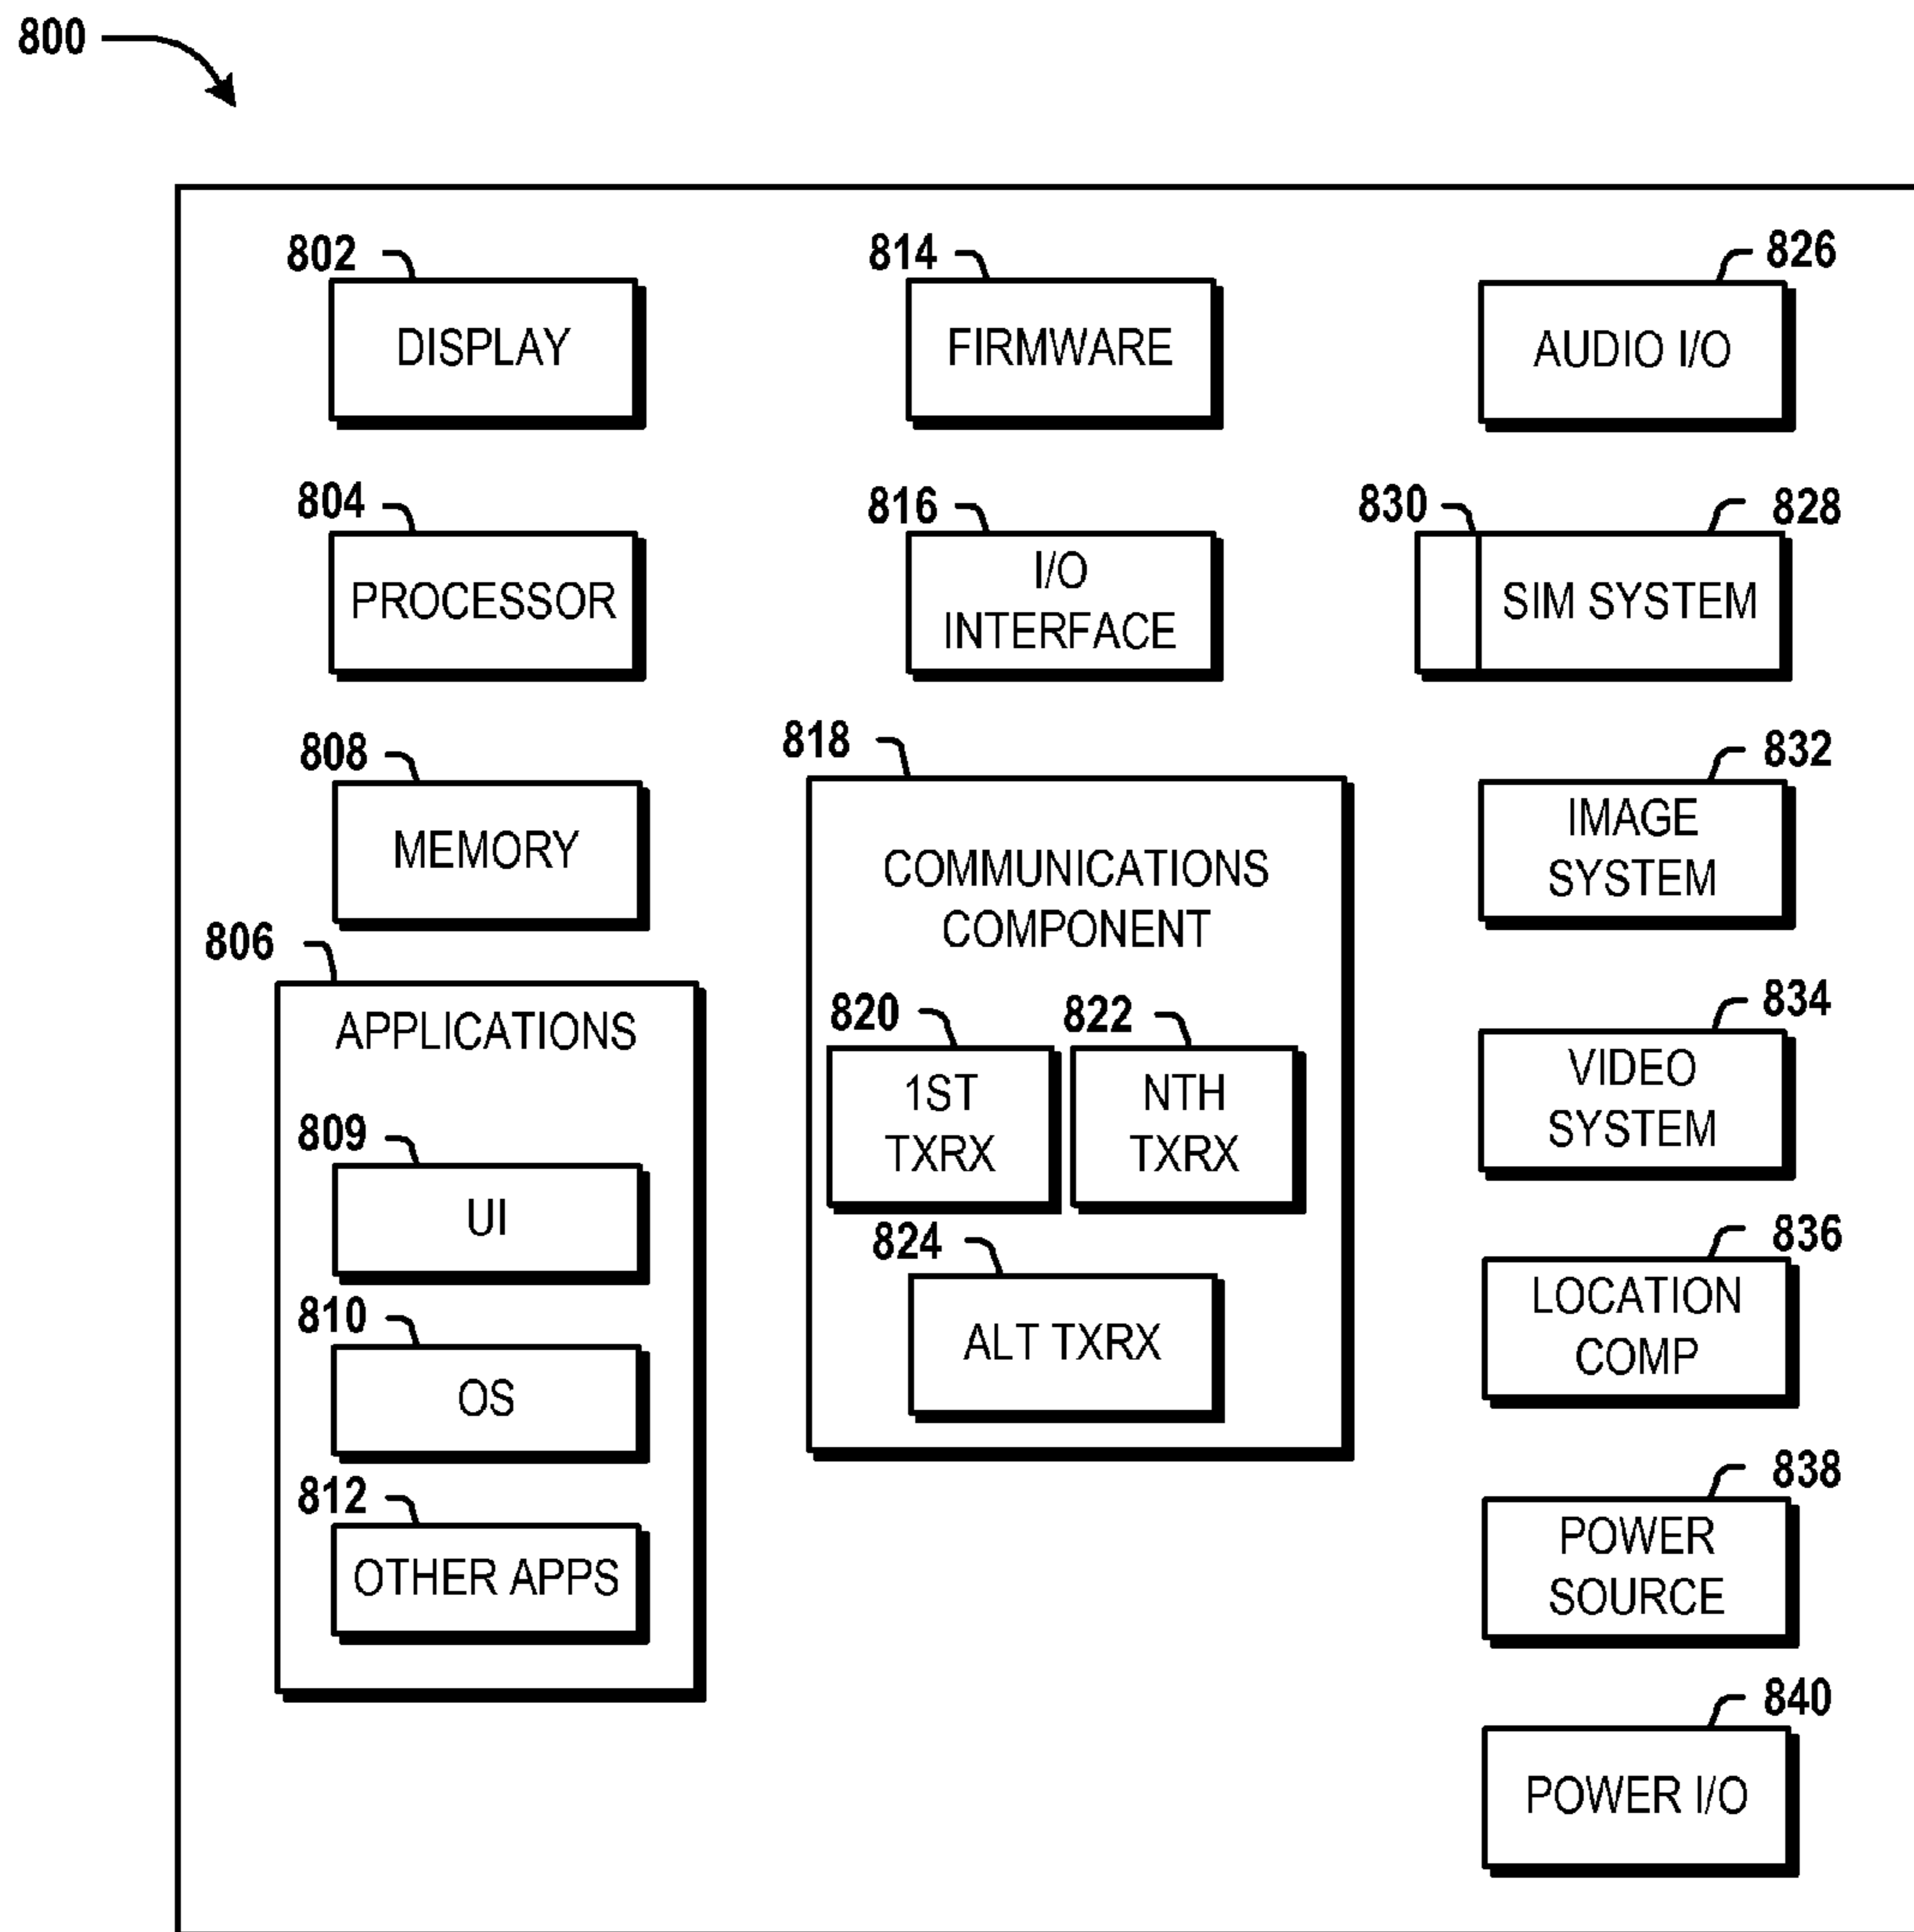 800
802
DISPLAY
804
PROCESSOR
808
MEMORY
806
APPLICATIONS
809
UI
810
OS
812
OTHER APPS
814
FIRMWARE
816
I/O
INTERFACE
818
COMMUNICATIONS
COMPONENT
820
1ST
TXRX
822
NTH
TXRX
824
ALT TXRX
826
AUDIO I/O
830
828
SIM SYSTEM
832
IMAGE
SYSTEM
834
VIDEO
SYSTEM
836
LOCATION
COMP
838
POWER
SOURCE
840
POWER I/O